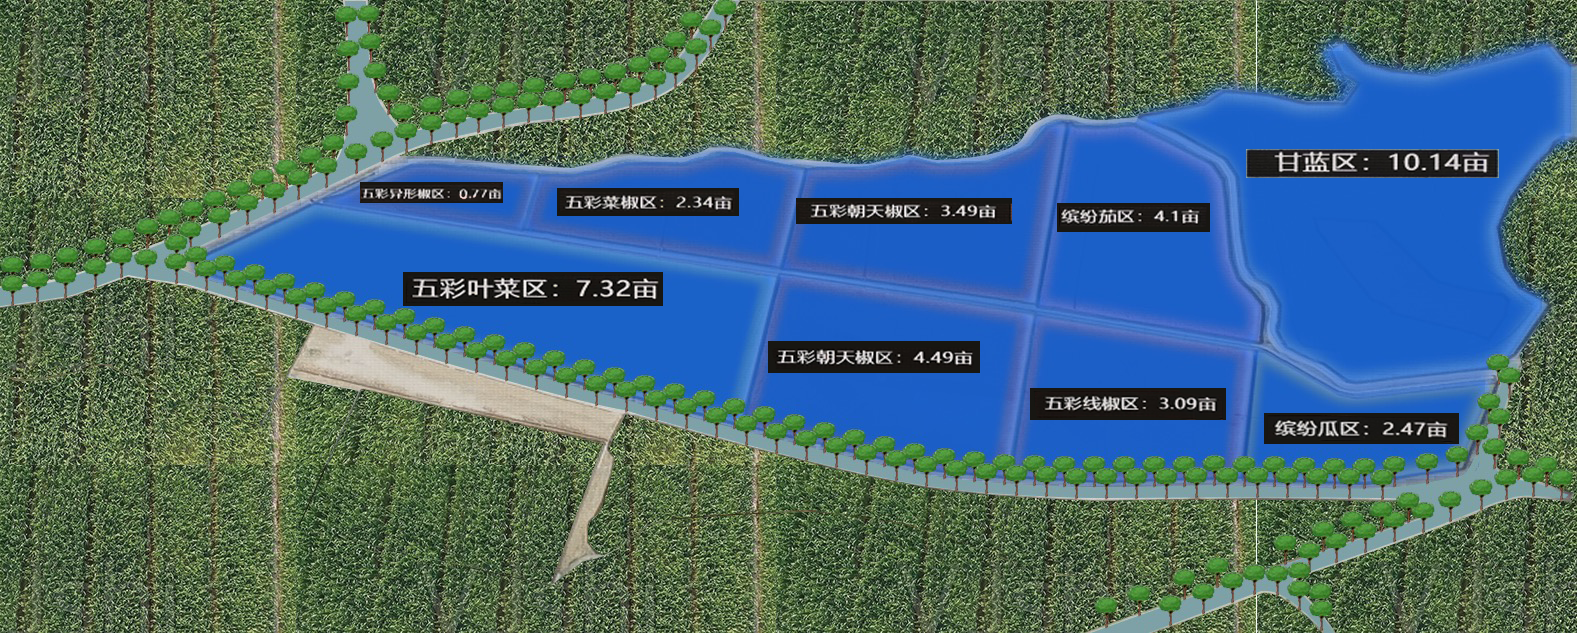 甘蓝区：10.14亩
五彩异形椒区：0.77亩
五彩菜椒区：2.34亩
五彩朝天椒区：3.49亩
缤纷茄区：4.1亩
五彩叶菜区：7.32亩
五彩朝天椒区：4.49亩
五彩线椒区：3.09亩
缤纷瓜区：2.47亩